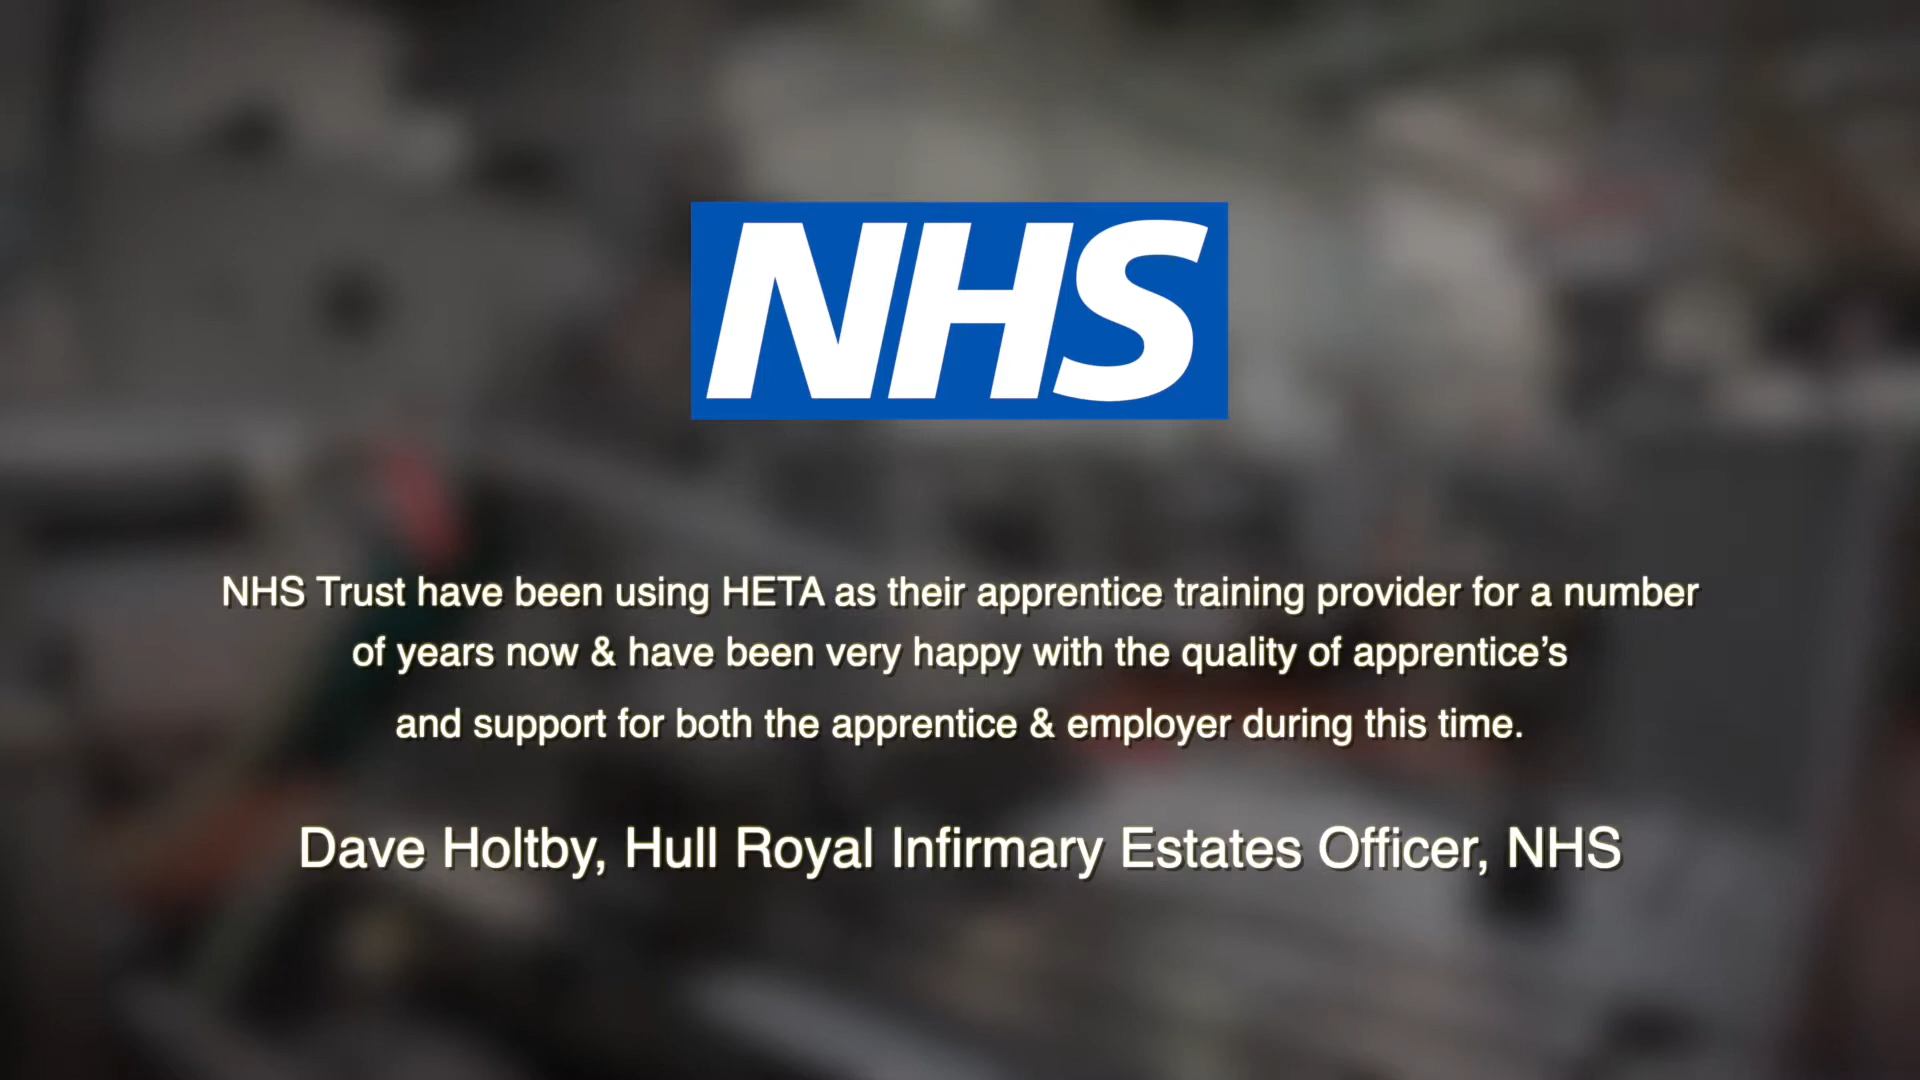 NHS
NHS Trust have been using HETA as their apprentice training provider for a number
of years now & have been very happy with the quality of apprentice’s
and support for both the apprentice & employer during this time.
Dave Holtby, Hull Royal Infirmary Estates Officer, NHS